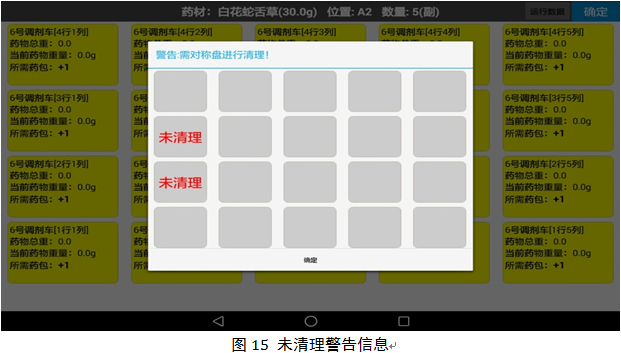 药材：白花蛇舌草(30.0g) 位置: A2 数量: 5(副)
运行数据
确定
6号调剂车[4行1列]
药物总重：0.0
当前药物重量：0.0g
所需药包：+1
6号调剂车[4行2列]
6号调剂车[4行3列]
6号调剂车[4行4列]
6号调剂车[4行5列]
药物总重：0.0
当前药物重量：0.0g
所需药包：+1
警告:需对称盘进行清理!
6号调剂车[3行1列]
药物总重：0.0
当前药物重量：0.0g
所需药包：+1
未清理
6号调剂车[3行5列]
药物总重：0.0
当前药物重量：0.0g
所需药包：+1
6号调剂车[2行1列]
药物总重：0.0
当前药物重量：0.0g
所需药包：+1
未清理
6号调剂车[2行5列]
药物总重：0.0
当前药物重量：0.0g
所需药包：+1
6号调剂车[1行1列]
药物总重：0.0
当前药物重量：0.0g
所需药包：+1
6号调剂车[1行5列]
药物总重：0.0
当前药物重量：0.0g
所需药包：+1
确定
图 15 未清理警告信息